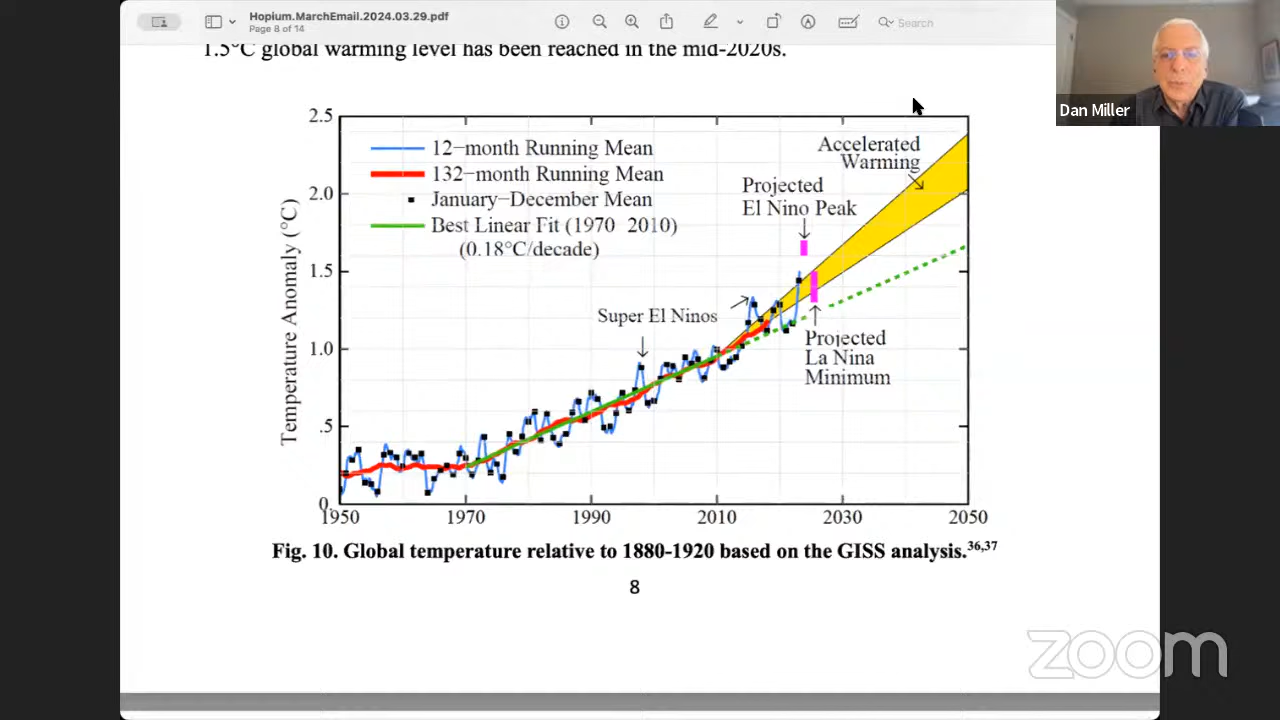 Hopium.MarchEmail.2024.03.29.pdf
Page 8 of 14
Search
1.5°C global warming level has been reached in the mid-2020s.
Dan Miller
2.5
2.0
1.5
1.0
.5
0.
Temperature Anomaly (°C)
12−month Running Mean
132−month Running Mean
January−December Mean
Best Linear Fit (1970 2010)
(0.18°C/decade)
Accelerated
Warming
Projected
El Nino Peak
Super El Ninos
Projected
La Nina
Minimum
1950
1970
1990
2010
2030
2050
Fig. 10. Global temperature relative to 1880-1920 based on the GISS analysis.36,37
8
zoom